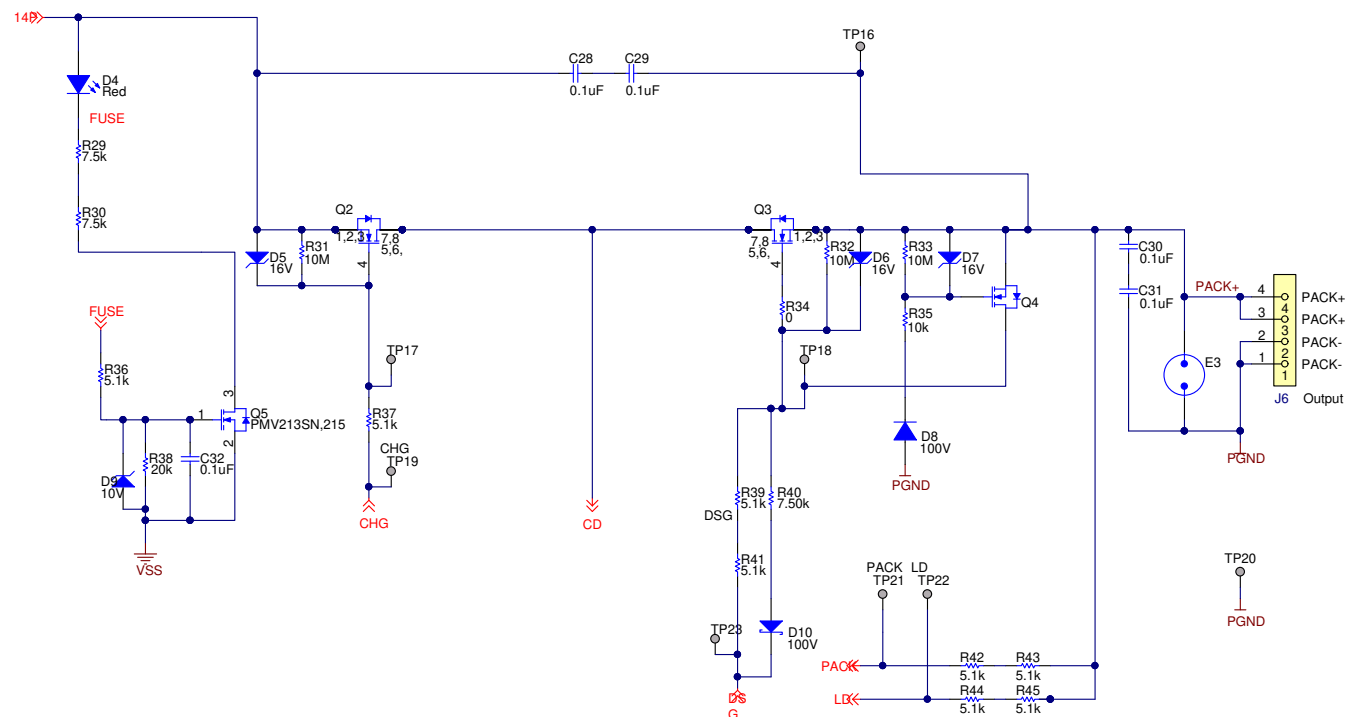 14P
TP16
C28
C29
0.1uF
0.1uF
D4
Red
FUSE
R29
7.5k
R30
7.5k
Q2
1,2,3
7,8
5,6,
4
D5
16V
R31
10M
Q3
7,8
5,6,
1,2,3
4
R32
10M
D6
16V
R33
10M
D7
16V
Q4
R34
0
R35
10k
C30
0.1uF
C31
0.1uF
PACK+
4
4
3
3
2
2
1
1
PACK+
PACK+
PACK-
PACK-
J6
Output
E3
PGND
FUSE
R36
5.1k
TP17
TP18
Q5
PMV213SN,215
3
1
2
R37
5.1k
D8
100V
PGND
D9
10V
R38
20k
C32
0.1uF
CHG
TP19
CHG
VSS
CD
R39
5.1k
R40
7.50k
DSG
R41
5.1k
TP23
D10
100V
DS
G
PACK
LD
TP21
TP22
TP20
PGND
PACK
R42
5.1k
R43
5.1k
LD
R44
5.1k
R45
5.1k